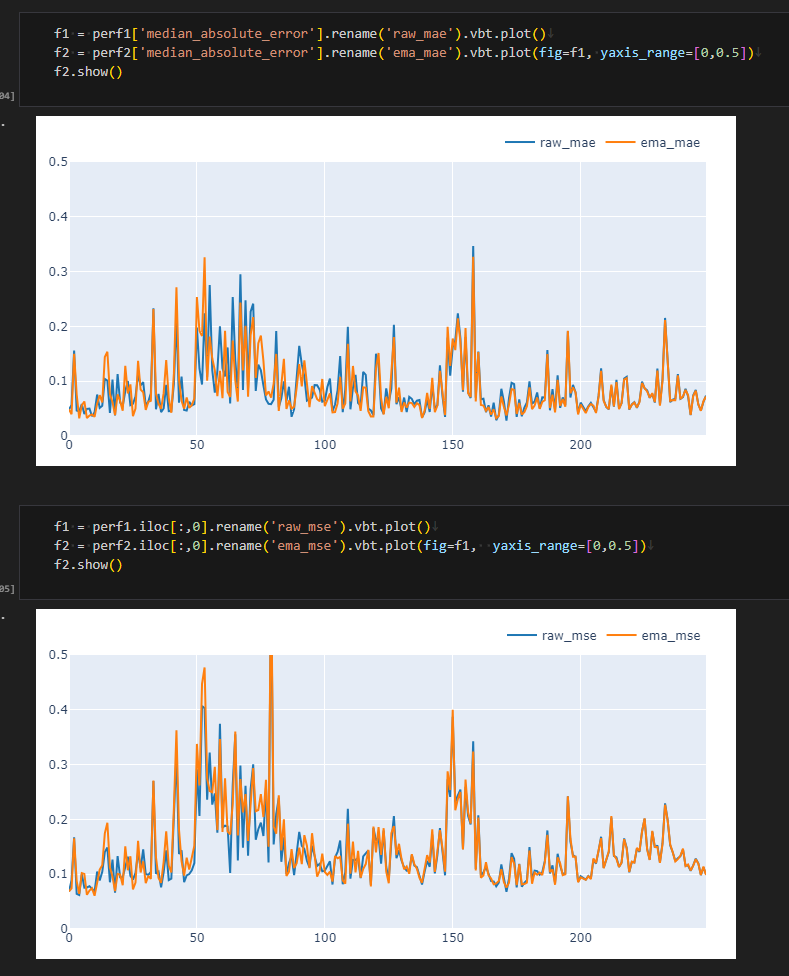 f1 = perf1['median_absolute_error'].rename('raw_mae').vbt.plot()↓
f2 = perf2['median_absolute_error'].rename('ema_mae').vbt.plot(fig=f1, yaxis_range=[0,0.5])↓
f2.show()
04]
raw_mae ema_mae
0.5
0.4
0.3
0.2
0.1
0
0 50 100 150 200
f1 = perf1.iloc[:,0].rename('raw_mse').vbt.plot()↓
f2 = perf2.iloc[:,0].rename('ema_mse').vbt.plot(fig=f1,  yaxis_range=[0,0.5])↓
f2.show()
05]
raw_mse ema_mse
0.5
0.4
0.3
0.2
0.1
0
0 50 100 150 200